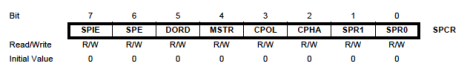 Bit 7 6 5 4 3 2 1 0
SPIE SPE DORD MSTR CPOL CPHA SPR1 SPR0 SPCR
Read/Write R/W R/W R/W R/W R/W R/W R/W R/W
Initial Value 0 0 0 0 0 0 0 0